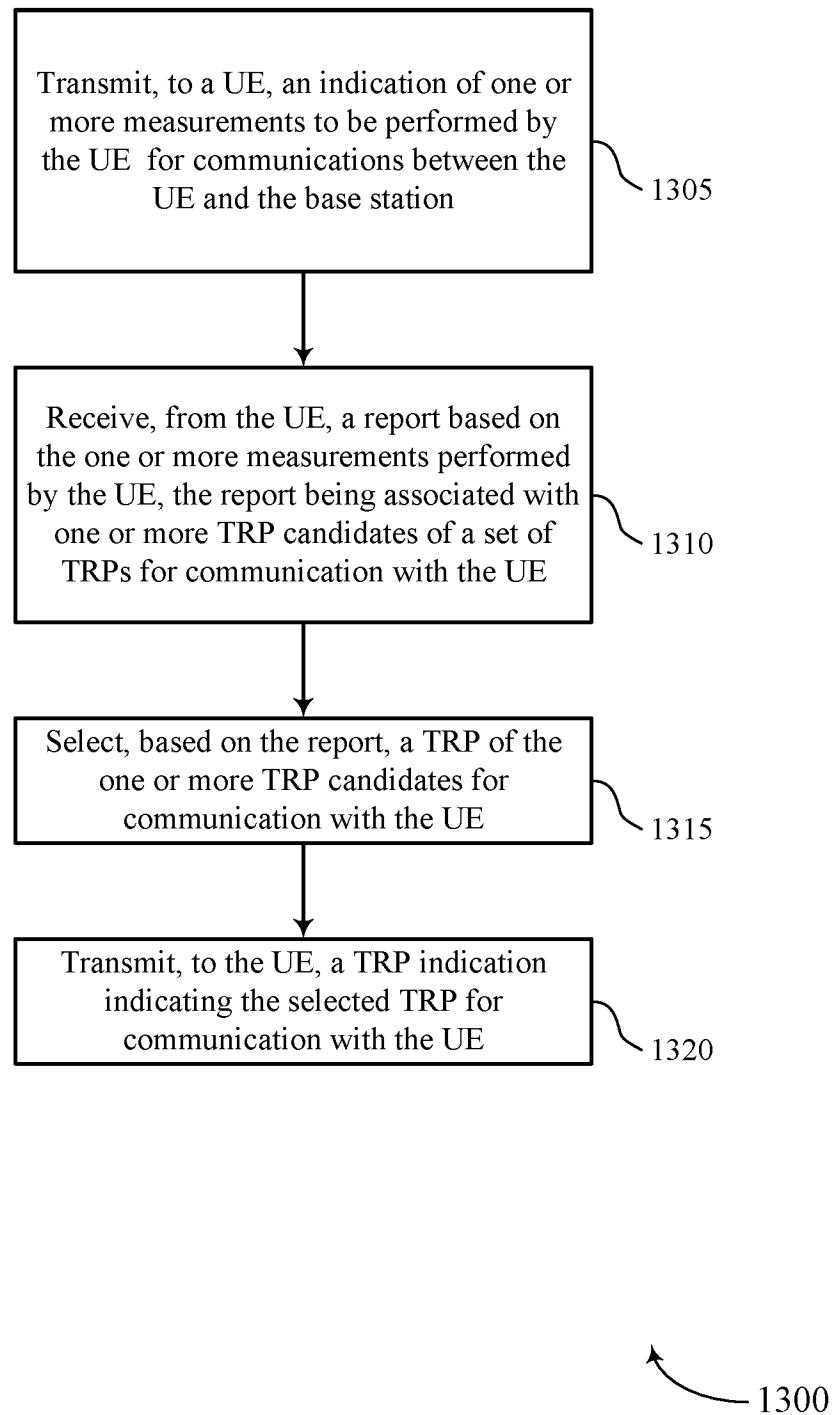 Transmit, to a UE, an indication of one or
more measurements to be performed by
the UE for communications between the
UE and the base station
1305
Receive, from the UE, a report based on
the one or more measurements performed
by the UE, the report being associated with
one or more TRP candidates of a set of
TRPs for communication with the UE
1310
Select, based on the report, a TRP of the
one or more TRP candidates for
communication with the UE
1315
Transmit, to the UE, a TRP indication
indicating the selected TRP for
communication with the UE
1320
1300